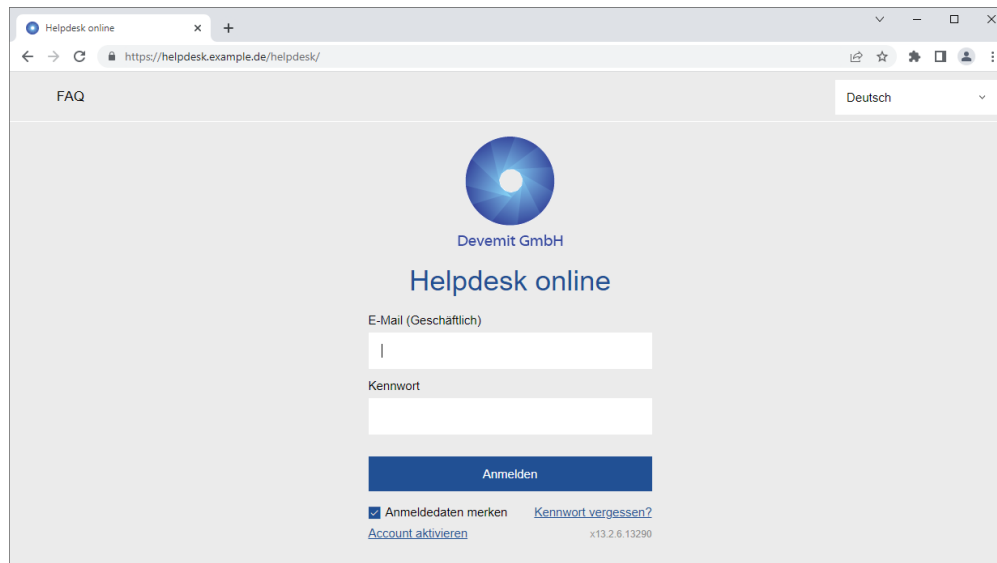 Helpdesk online
https://helpdesk.example.de/helpdesk/
FAQ
Deutsch
Devemit GmbH
Helpdesk online
E-Mail (Geschäftlich)
Kennwort
Anmelden
Anmeldedaten merken Kennwort vergessen?
Account aktivieren x13.2.6.13290